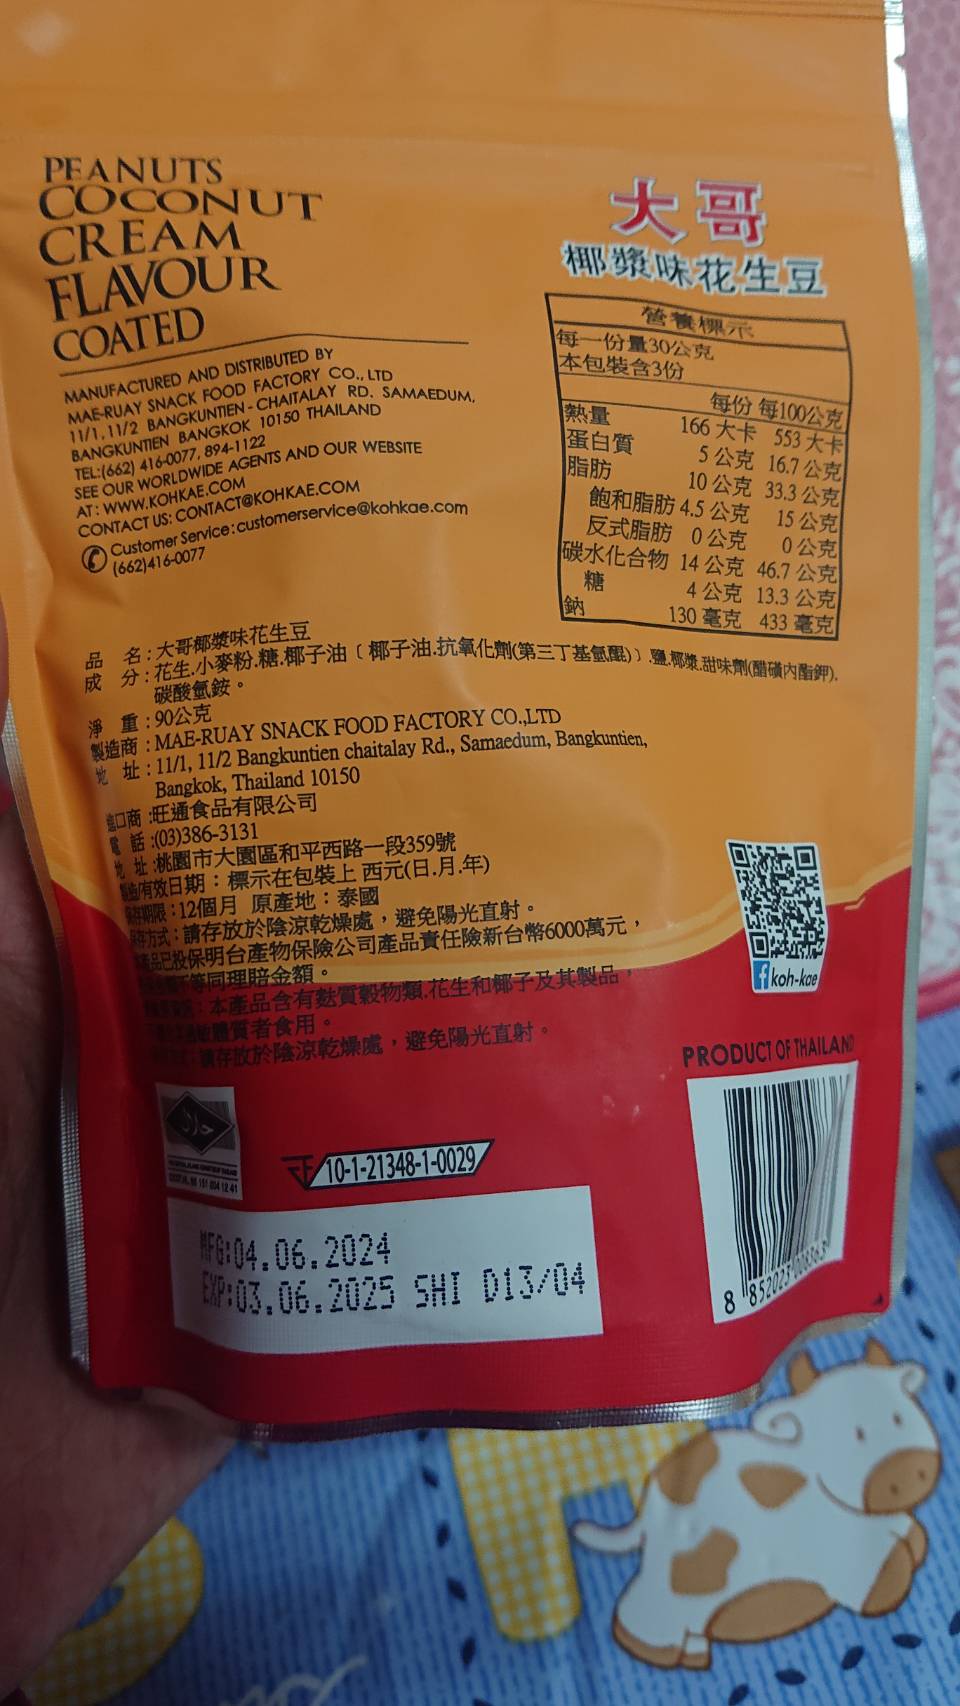 PEANUTS
COCONUT
CREAM
FLAVOUR
COATED
MANUFACTURED AND DISTRIBUTED BY
MAE-RUAY SNACK FOOD FACTORY CO., LTD
11/1, 11/2 BANGKUNTIEN - CHAITALAY RD. SAMAEDUM,
BANGKUNTIEN BANGKOK 10150 THAILAND
TEL:(662) 416-0077, 894-1122
SEE OUR WORLDWIDE AGENTS AND OUR WEBSITE
AT: WWW.KOHKAE.COM
CONTACT US: CONTACT@KOHKAE.COM
Customer Service:customerservice@kohkae.com
(662)416-0077
大哥
椰漿味花生豆
營養標示
每一份量30公克
本包裝含3份
每份 每100公克
熱量 166 大卡 553 大卡
蛋白質 5 公克 16.7 公克
脂肪 10 公克 33.3 公克
飽和脂肪 4.5 公克 15 公克
反式脂肪 0 公克 0 公克
碳水化合物 14 公克 46.7 公克
糖 4 公克 13.3 公克
鈉 130 毫克 433 毫克
品 名:大哥椰漿味花生豆
成 分:花生.小麥粉.糖.椰子油﹝椰子油.抗氧化劑(第三丁基氫醌)﹞.鹽.椰漿.甜味劑(醋磺內酯鉀).
碳酸氫銨。
淨 重:90公克
製造商:MAE-RUAY SNACK FOOD FACTORY CO.,LTD
地 址:11/1, 11/2 Bangkuntien chaitalay Rd., Samaedum, Bangkuntien,
Bangkok, Thailand 10150
進口商:旺通食品有限公司
電 話:(03)386-3131
地 址:桃園市大園區和平西路一段359號
有效日期：標示在包裝上 西元(日.月.年)
保存期限:12個月 原產地：泰國
保存方式：請存放於陰涼乾燥處，避免陽光直射。
產品已投保明台產物保險公司產品責任險新台幣6000萬元，
不等同理賠金額。
：本產品含有麩質穀物類.花生和椰子及其製品，
體質者食用。
請存放於陰涼乾燥處，避免陽光直射。
koh-kae
PRODUCT OF THAILAND
10-1-21348-1-0029
MFG:04.06.2024
EXP:03.06.2025 SHI D13/04